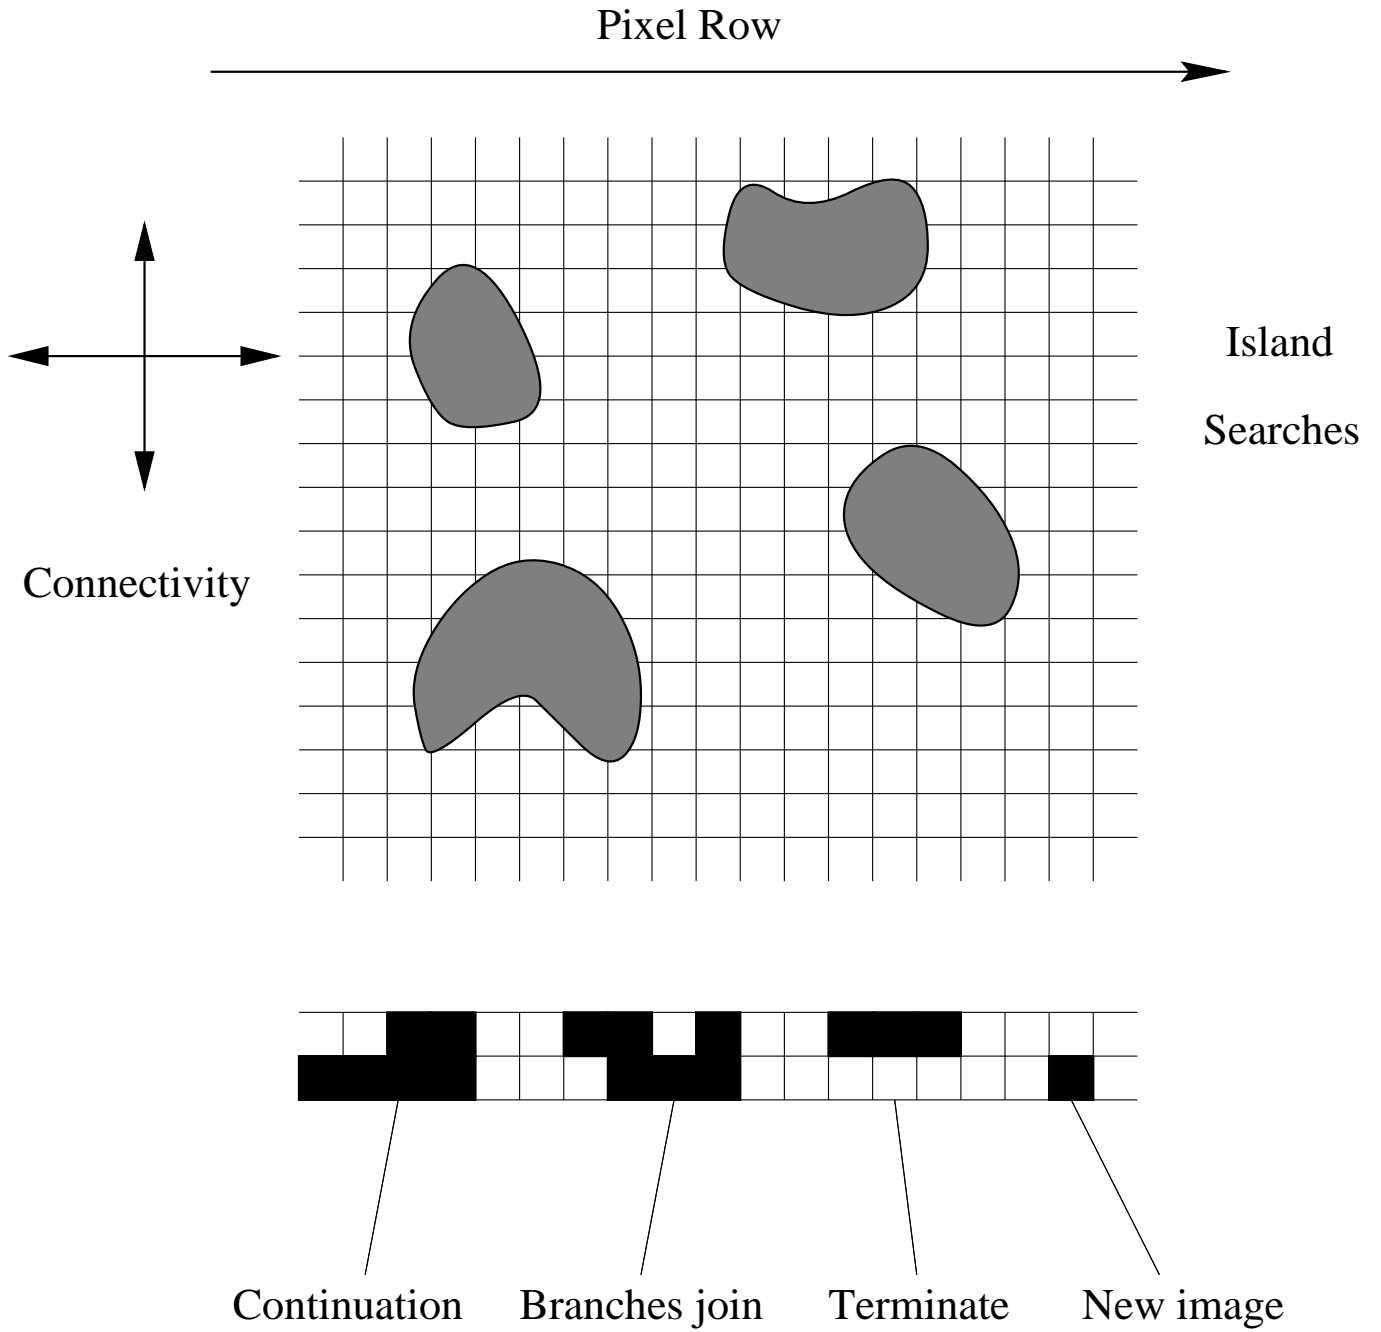 Pixel Row
Island
Searches
Connectivity
Continuation
Branches join
Terminate
New image